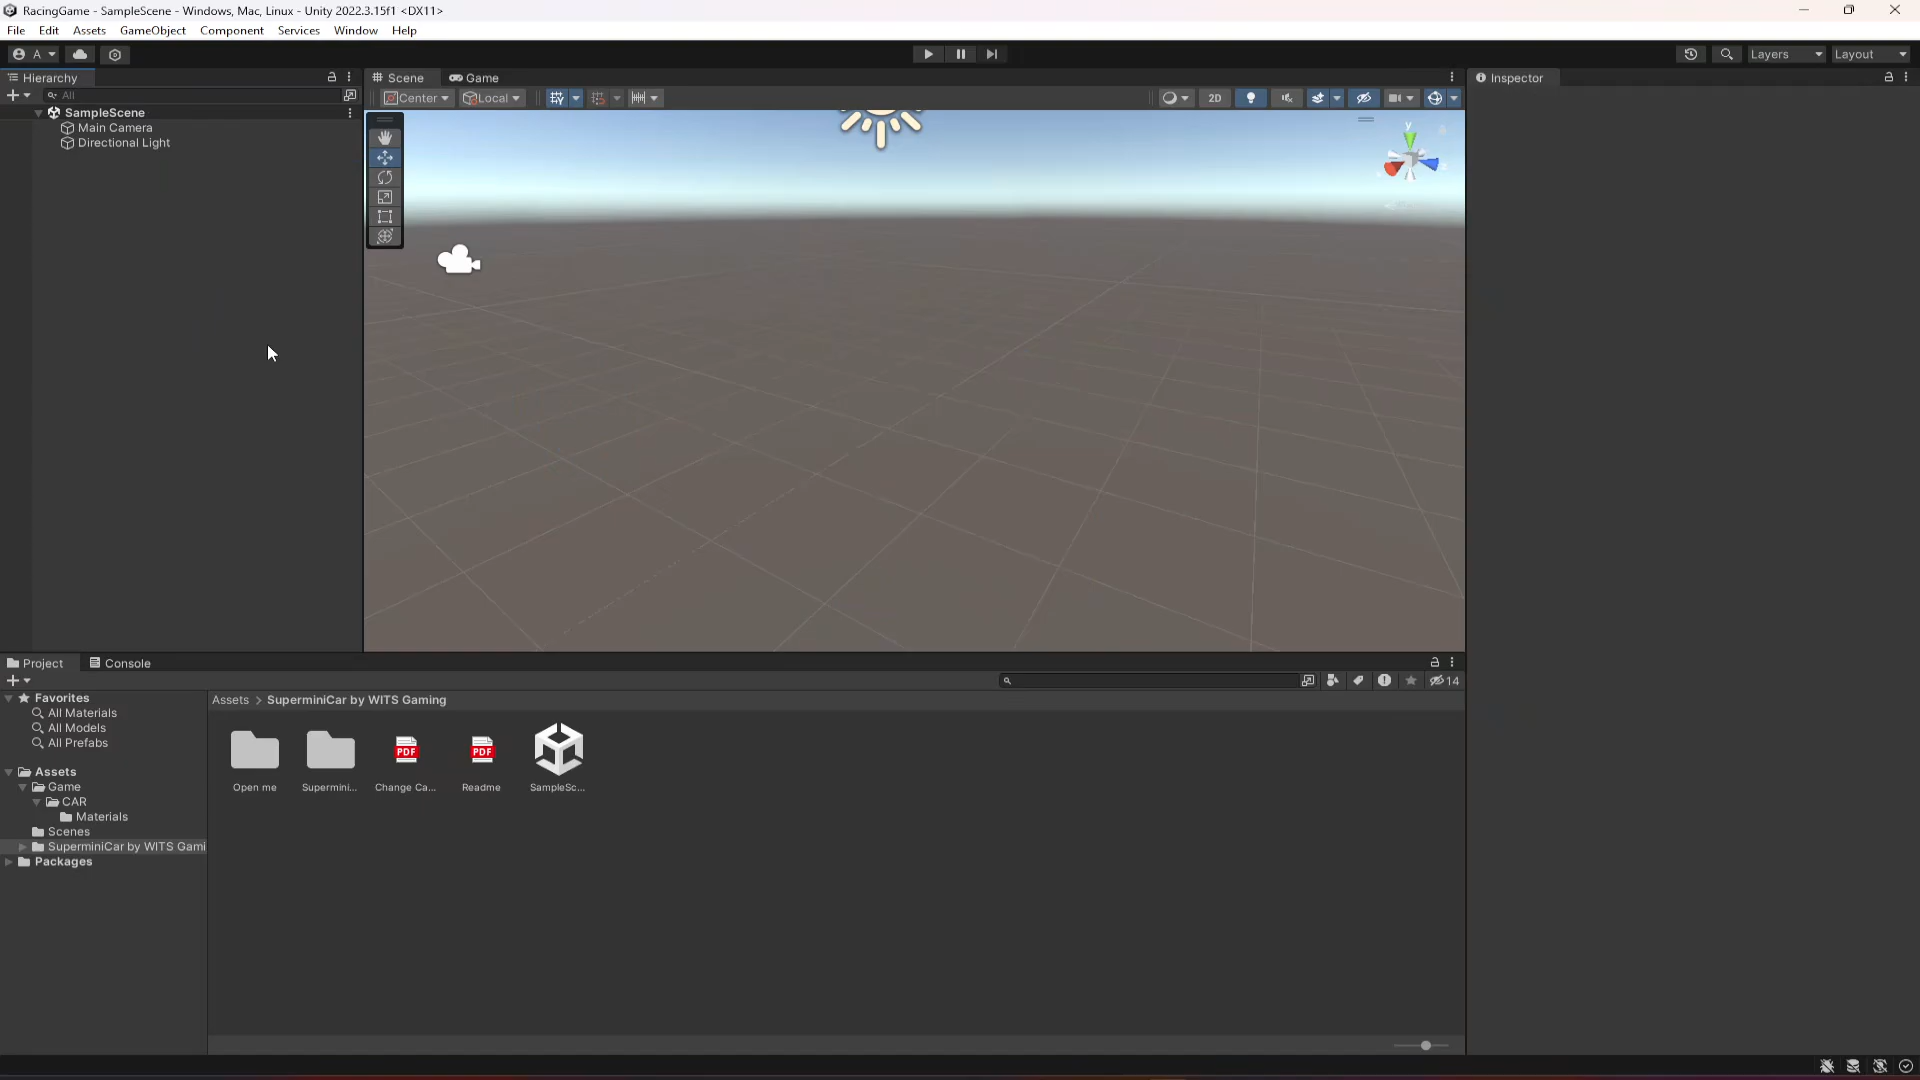 RacingGame - SampleScene - Windows, Mac, Linux - Unity 2022.3.15f1 <DX11>
File Edit Assets GameObject Component Services Window Help
A Layers Layout
Hierarchy Scene Game Inspector
All Center Local 2D
SampleScene
Main Camera
Directional Light
y
Project Console
14
Favorites
All Materials
All Models
All Prefabs
Assets
Game
CAR
Materials
Scenes
SuperminiCar by WITS Gami
Packages
Assets > SuperminiCar by WITS Gaming
PDF PDF
Open me Supermini... Change Ca... Readme SampleSc...